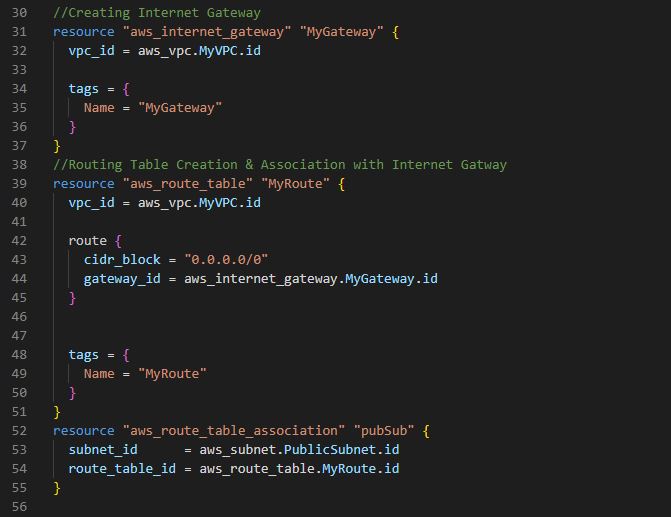 30 //Creating Internet Gateway
31 resource "aws_internet_gateway" "MyGateway" {
32   vpc_id = aws_vpc.MyVPC.id
33
34   tags = {
35     Name = "MyGateway"
36   }
37 }
38 //Routing Table Creation & Association with Internet Gatway
39 resource "aws_route_table" "MyRoute" {
40   vpc_id = aws_vpc.MyVPC.id
41
42   route {
43     cidr_block = "0.0.0.0/0"
44     gateway_id = aws_internet_gateway.MyGateway.id
45   }
46
47
48   tags = {
49     Name = "MyRoute"
50   }
51 }
52 resource "aws_route_table_association" "pubSub" {
53   subnet_id      = aws_subnet.PublicSubnet.id
54   route_table_id = aws_route_table.MyRoute.id
55 }
56